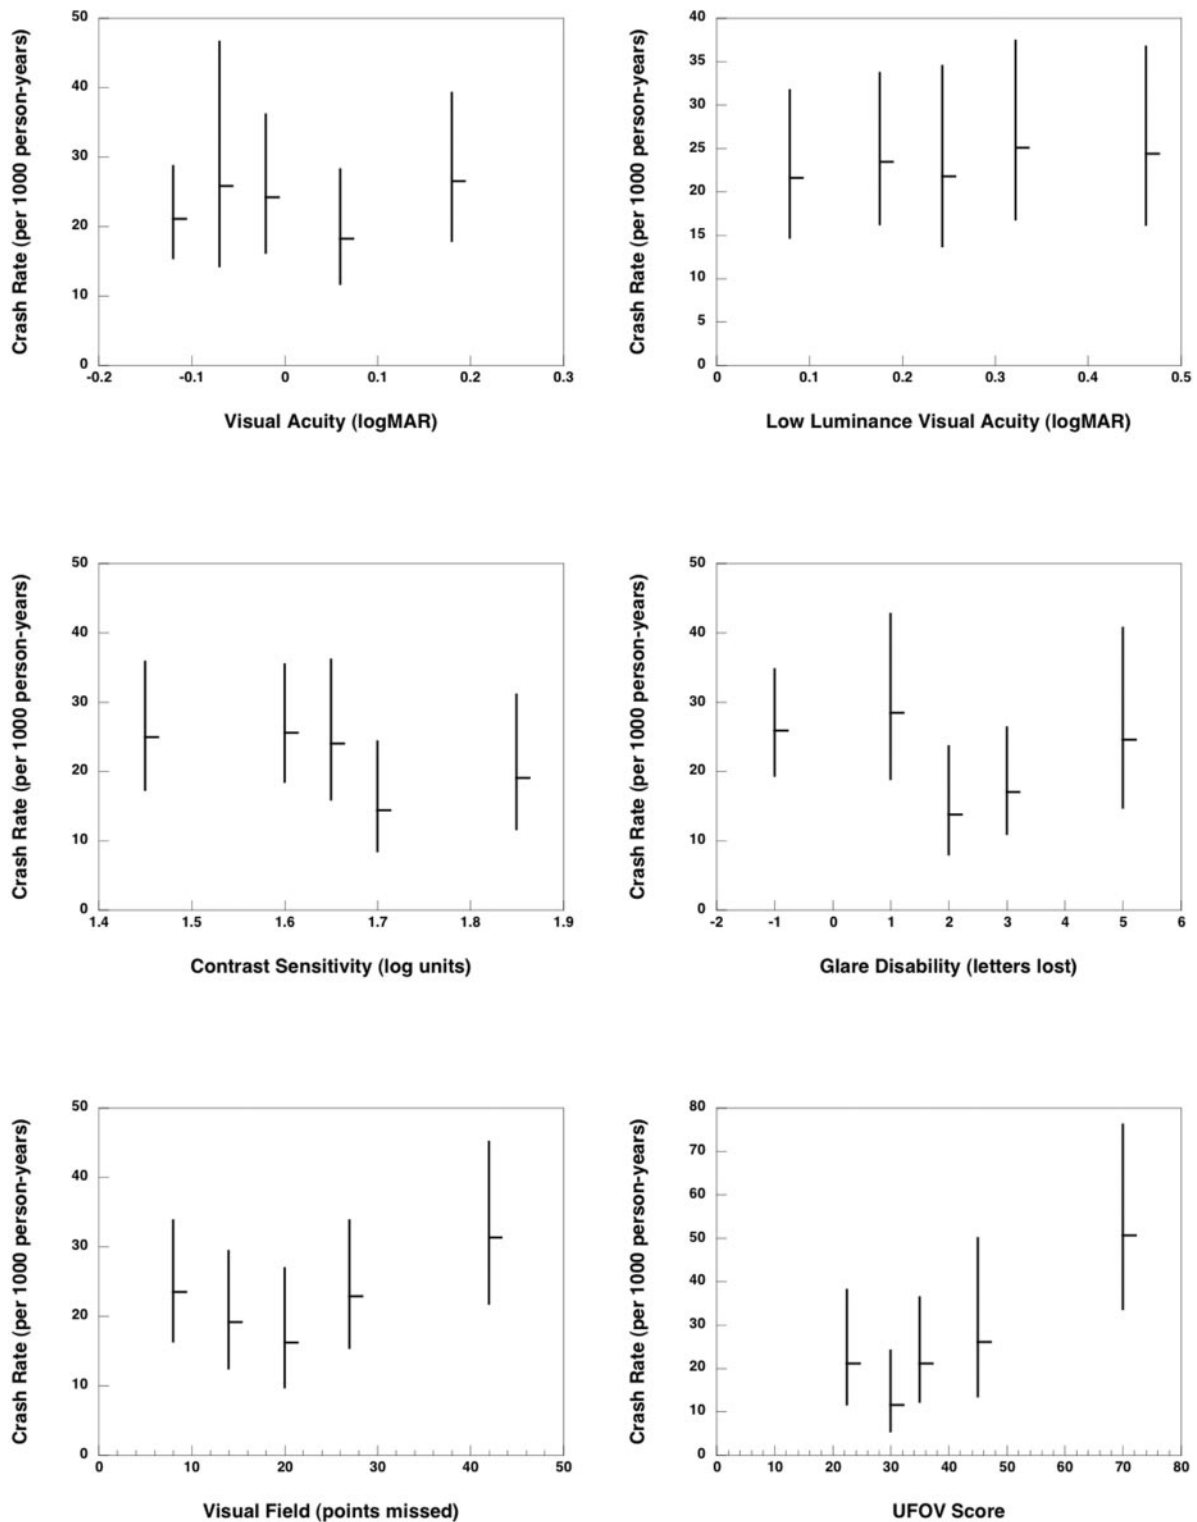 Crash Rate (per 1000 person-years)
50
40
30
20
10
0
-0.2 -0.1 0 0.1 0.2 0.3
Visual Acuity (logMAR)
Crash Rate (per 1000 person-years)
40
35
30
25
20
15
10
5
0
0 0.1 0.2 0.3 0.4 0.5
Low Luminance Visual Acuity (logMAR)
Crash Rate (per 1000 person-years)
50
40
30
20
10
0
1.4 1.5 1.6 1.7 1.8 1.9
Contrast Sensitivity (log units)
Crash Rate (per 1000 person-years)
50
40
30
20
10
0
-2 -1 0 1 2 3 4 5 6
Glare Disability (letters lost)
Crash Rate (per 1000 person-years)
50
40
30
20
10
0
0 10 20 30 40 50
Visual Field (points missed)
Crash Rate (per 1000 person-years)
80
70
60
50
40
30
20
10
0
0 10 20 30 40 50 60 70 80
UFOV Score